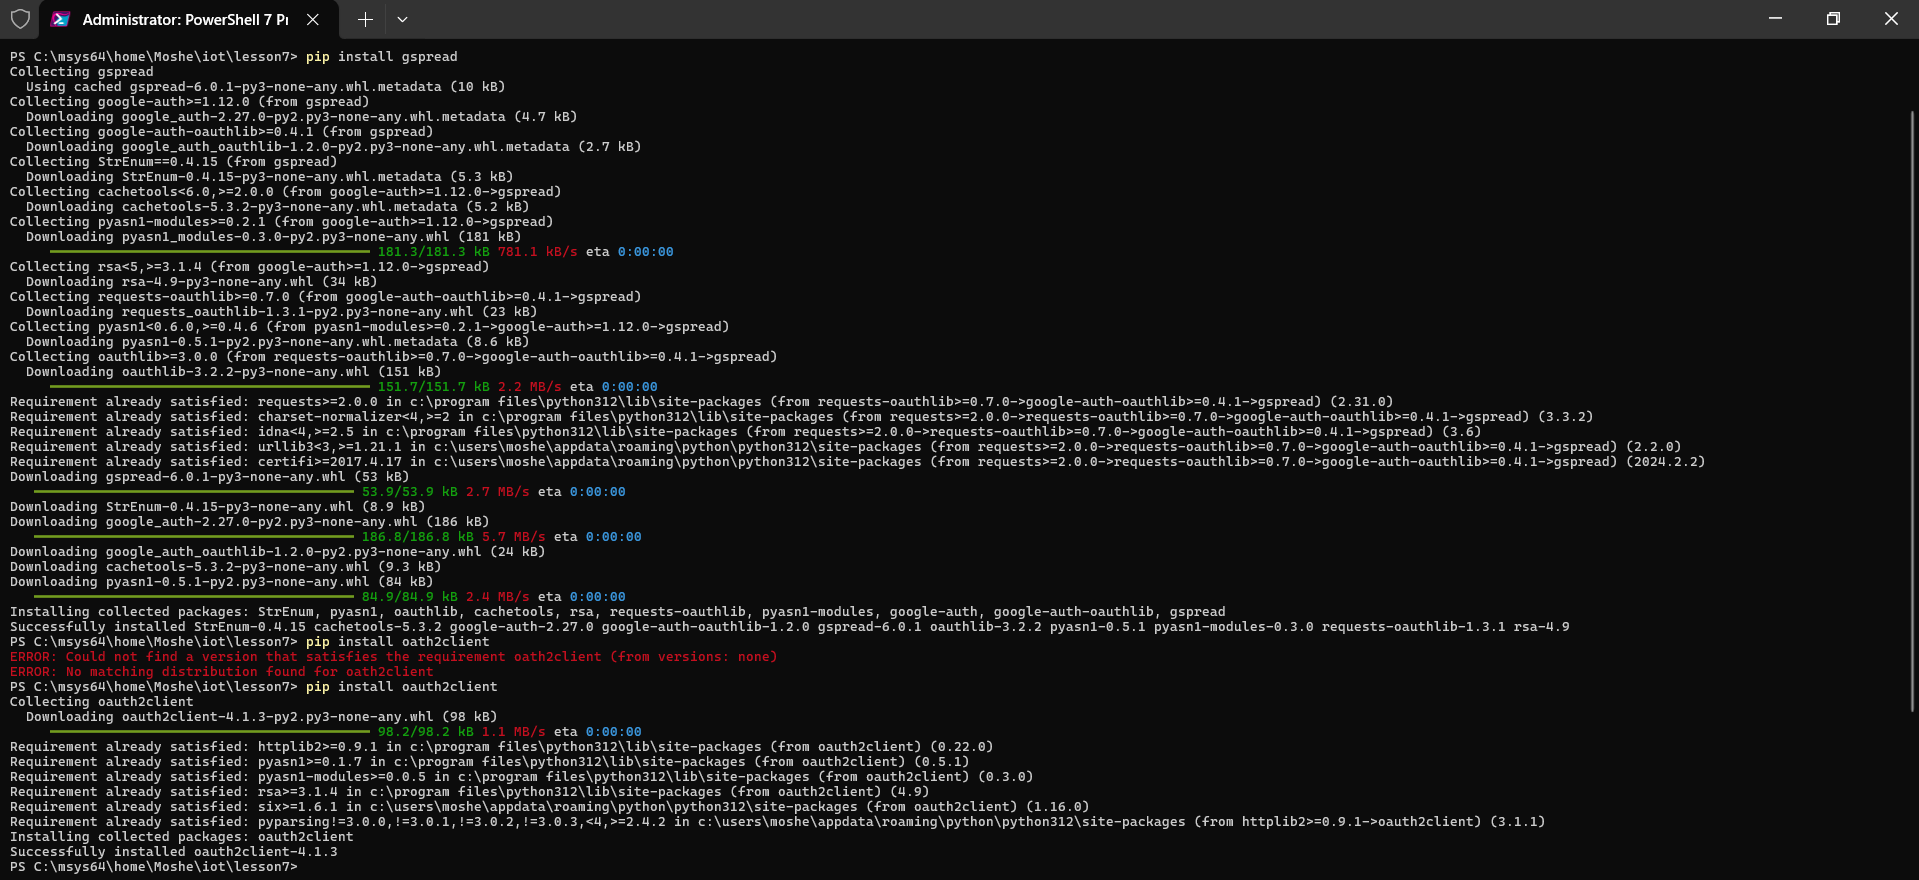 Administrator: PowerShell 7 Pr
PS C:\msys64\home\Moshe\iot\lesson7> pip install gspread
Collecting gspread
  Using cached gspread-6.0.1-py3-none-any.whl.metadata (10 kB)
Collecting google-auth>=1.12.0 (from gspread)
  Downloading google_auth-2.27.0-py2.py3-none-any.whl.metadata (4.7 kB)
Collecting google-auth-oauthlib>=0.4.1 (from gspread)
  Downloading google_auth_oauthlib-1.2.0-py2.py3-none-any.whl.metadata (2.7 kB)
Collecting StrEnum==0.4.15 (from gspread)
  Downloading StrEnum-0.4.15-py3-none-any.whl.metadata (5.3 kB)
Collecting cachetools<6.0,>=2.0.0 (from google-auth>=1.12.0->gspread)
  Downloading cachetools-5.3.2-py3-none-any.whl.metadata (5.2 kB)
Collecting pyasn1-modules>=0.2.1 (from google-auth>=1.12.0->gspread)
  Downloading pyasn1_modules-0.3.0-py2.py3-none-any.whl (181 kB)
     181.3/181.3 kB 781.1 kB/s eta 0:00:00
Collecting rsa<5,>=3.1.4 (from google-auth>=1.12.0->gspread)
  Downloading rsa-4.9-py3-none-any.whl (34 kB)
Collecting requests-oauthlib>=0.7.0 (from google-auth-oauthlib>=0.4.1->gspread)
  Downloading requests_oauthlib-1.3.1-py2.py3-none-any.whl (23 kB)
Collecting pyasn1<0.6.0,>=0.4.6 (from pyasn1-modules>=0.2.1->google-auth>=1.12.0->gspread)
  Downloading pyasn1-0.5.1-py2.py3-none-any.whl.metadata (8.6 kB)
Collecting oauthlib>=3.0.0 (from requests-oauthlib>=0.7.0->google-auth-oauthlib>=0.4.1->gspread)
  Downloading oauthlib-3.2.2-py3-none-any.whl (151 kB)
     151.7/151.7 kB 2.2 MB/s eta 0:00:00
Requirement already satisfied: requests>=2.0.0 in c:\program files\python312\lib\site-packages (from requests-oauthlib>=0.7.0->google-auth-oauthlib>=0.4.1->gspread) (2.31.0)
Requirement already satisfied: charset-normalizer<4,>=2 in c:\program files\python312\lib\site-packages (from requests>=2.0.0->requests-oauthlib>=0.7.0->google-auth-oauthlib>=0.4.1->gspread) (3.3.2)
Requirement already satisfied: idna<4,>=2.5 in c:\program files\python312\lib\site-packages (from requests>=2.0.0->requests-oauthlib>=0.7.0->google-auth-oauthlib>=0.4.1->gspread) (3.6)
Requirement already satisfied: urllib3<3,>=1.21.1 in c:\users\moshe\appdata\roaming\python\python312\site-packages (from requests>=2.0.0->requests-oauthlib>=0.7.0->google-auth-oauthlib>=0.4.1->gspread) (2.2.0)
Requirement already satisfied: certifi>=2017.4.17 in c:\users\moshe\appdata\roaming\python\python312\site-packages (from requests>=2.0.0->requests-oauthlib>=0.7.0->google-auth-oauthlib>=0.4.1->gspread) (2024.2.2)
Downloading gspread-6.0.1-py3-none-any.whl (53 kB)
   53.9/53.9 kB 2.7 MB/s eta 0:00:00
Downloading StrEnum-0.4.15-py3-none-any.whl (8.9 kB)
Downloading google_auth-2.27.0-py2.py3-none-any.whl (186 kB)
   186.8/186.8 kB 5.7 MB/s eta 0:00:00
Downloading google_auth_oauthlib-1.2.0-py2.py3-none-any.whl (24 kB)
Downloading cachetools-5.3.2-py3-none-any.whl (9.3 kB)
Downloading pyasn1-0.5.1-py2.py3-none-any.whl (84 kB)
   84.9/84.9 kB 2.4 MB/s eta 0:00:00
Installing collected packages: StrEnum, pyasn1, oauthlib, cachetools, rsa, requests-oauthlib, pyasn1-modules, google-auth, google-auth-oauthlib, gspread
Successfully installed StrEnum-0.4.15 cachetools-5.3.2 google-auth-2.27.0 google-auth-oauthlib-1.2.0 gspread-6.0.1 oauthlib-3.2.2 pyasn1-0.5.1 pyasn1-modules-0.3.0 requests-oauthlib-1.3.1 rsa-4.9
PS C:\msys64\home\Moshe\iot\lesson7> pip install oath2client
ERROR: Could not find a version that satisfies the requirement oath2client (from versions: none)
ERROR: No matching distribution found for oath2client
PS C:\msys64\home\Moshe\iot\lesson7> pip install oauth2client
Collecting oauth2client
  Downloading oauth2client-4.1.3-py2.py3-none-any.whl (98 kB)
     98.2/98.2 kB 1.1 MB/s eta 0:00:00
Requirement already satisfied: httplib2>=0.9.1 in c:\program files\python312\lib\site-packages (from oauth2client) (0.22.0)
Requirement already satisfied: pyasn1>=0.1.7 in c:\program files\python312\lib\site-packages (from oauth2client) (0.5.1)
Requirement already satisfied: pyasn1-modules>=0.0.5 in c:\program files\python312\lib\site-packages (from oauth2client) (0.3.0)
Requirement already satisfied: rsa>=3.1.4 in c:\program files\python312\lib\site-packages (from oauth2client) (4.9)
Requirement already satisfied: six>=1.6.1 in c:\users\moshe\appdata\roaming\python\python312\site-packages (from oauth2client) (1.16.0)
Requirement already satisfied: pyparsing!=3.0.0,!=3.0.1,!=3.0.2,!=3.0.3,<4,>=2.4.2 in c:\users\moshe\appdata\roaming\python\python312\site-packages (from httplib2>=0.9.1->oauth2client) (3.1.1)
Installing collected packages: oauth2client
Successfully installed oauth2client-4.1.3
PS C:\msys64\home\Moshe\iot\lesson7>